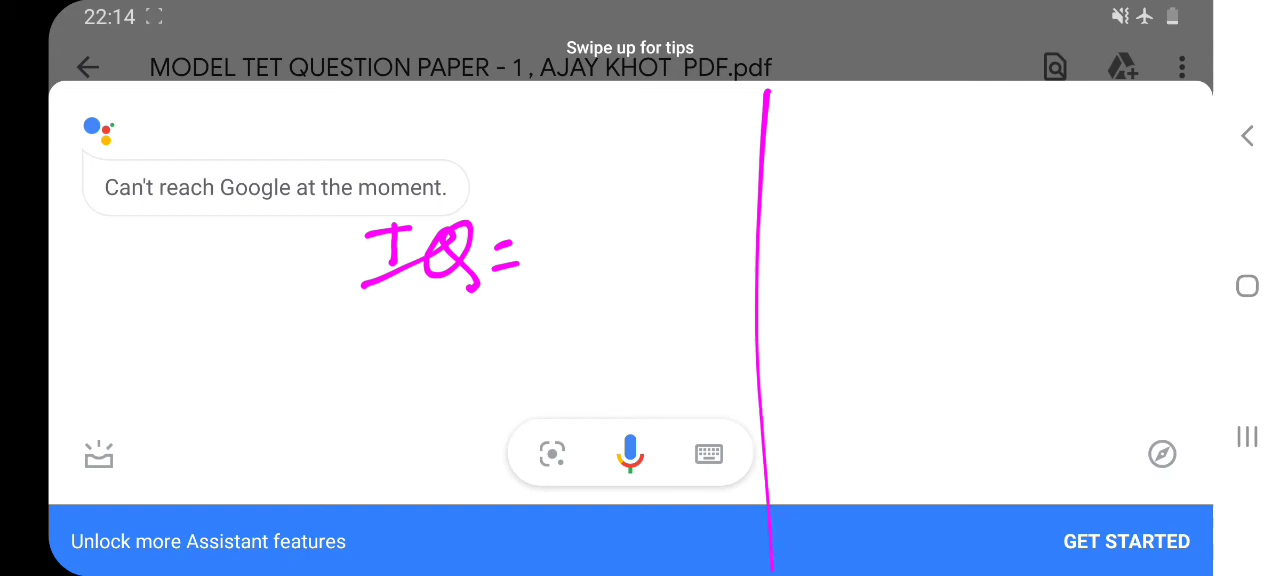 22:14
Swipe up for tips
MODEL TET QUESTION PAPER - 1 , AJAY KHOT PDF.pdf
Can't reach Google at the moment.
IQ =
Unlock more Assistant features
GET STARTED